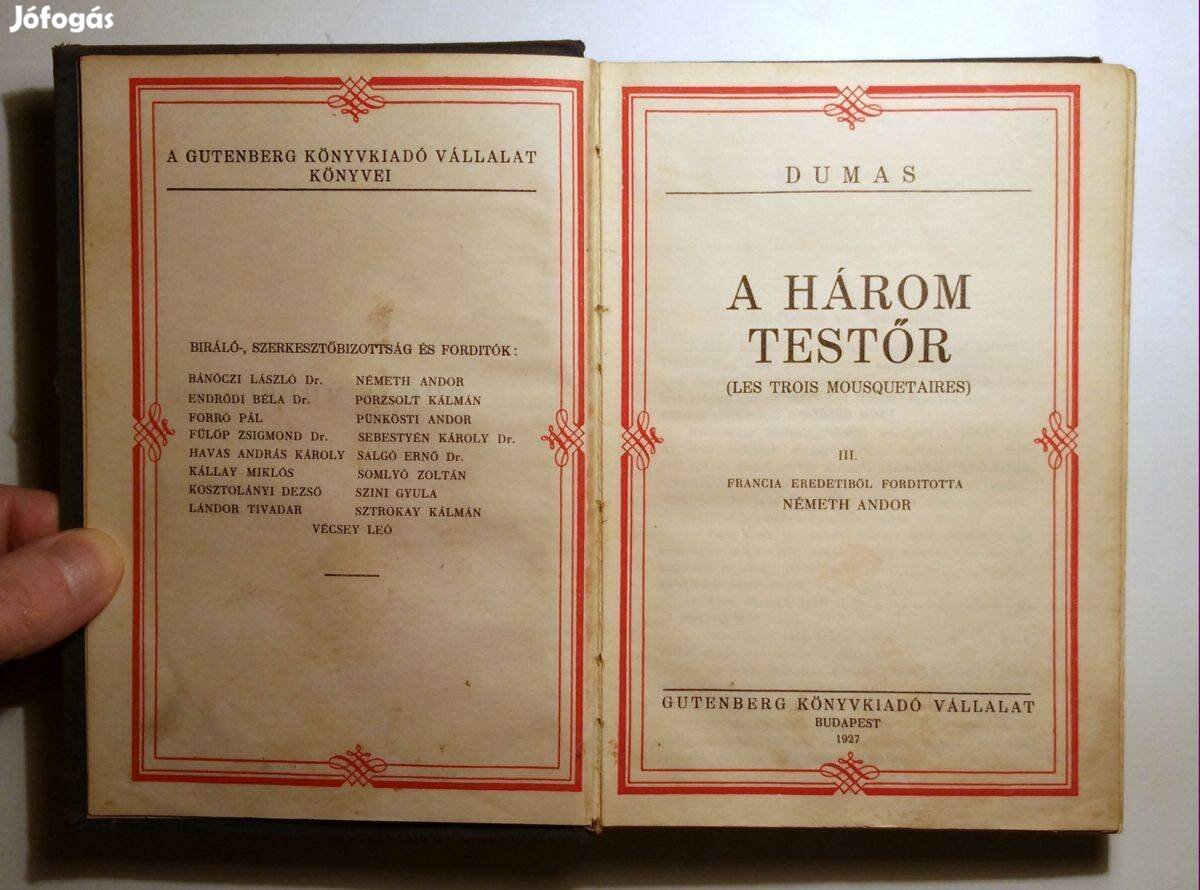 Jófogás
A GUTENBERG KÖNYVKIADÓ VÁLLALAT
KÖNYVEI
BIRÁLÓ-, SZERKESZTŐBIZOTTSÁG ÉS FORDITÓK:
BÁNÓCZI LÁSZLÓ Dr.
ENDRŐDI BÉLA Dr.
FORRÓ PÁL
FÜLÖP ZSIGMOND Dr.
HAVAS ANDRÁS KÁROLY
KÁLLAY MIKLÓS
KOSZTOLÁNYI DEZSŐ
LÁNDOR TIVADAR
NÉMETH ANDOR
PORZSOLT KÁLMÁN
PÜNKÖSTI ANDOR
SEBESTYÉN KÁROLY Dr.
SALGÓ ERNŐ Dr.
SOMLYÓ ZOLTÁN
SZINI GYULA
SZTROKAY KÁLMÁN
VÉCSEY LEÓ
DUMAS
A HÁROM
TESTŐR
(LES TROIS MOUSQUETAIRES)
III.
FRANCIA EREDETIBŐL FORDITOTTA
NÉMETH ANDOR
GUTENBERG KÖNYVKIADÓ VÁLLALAT
BUDAPEST
1927